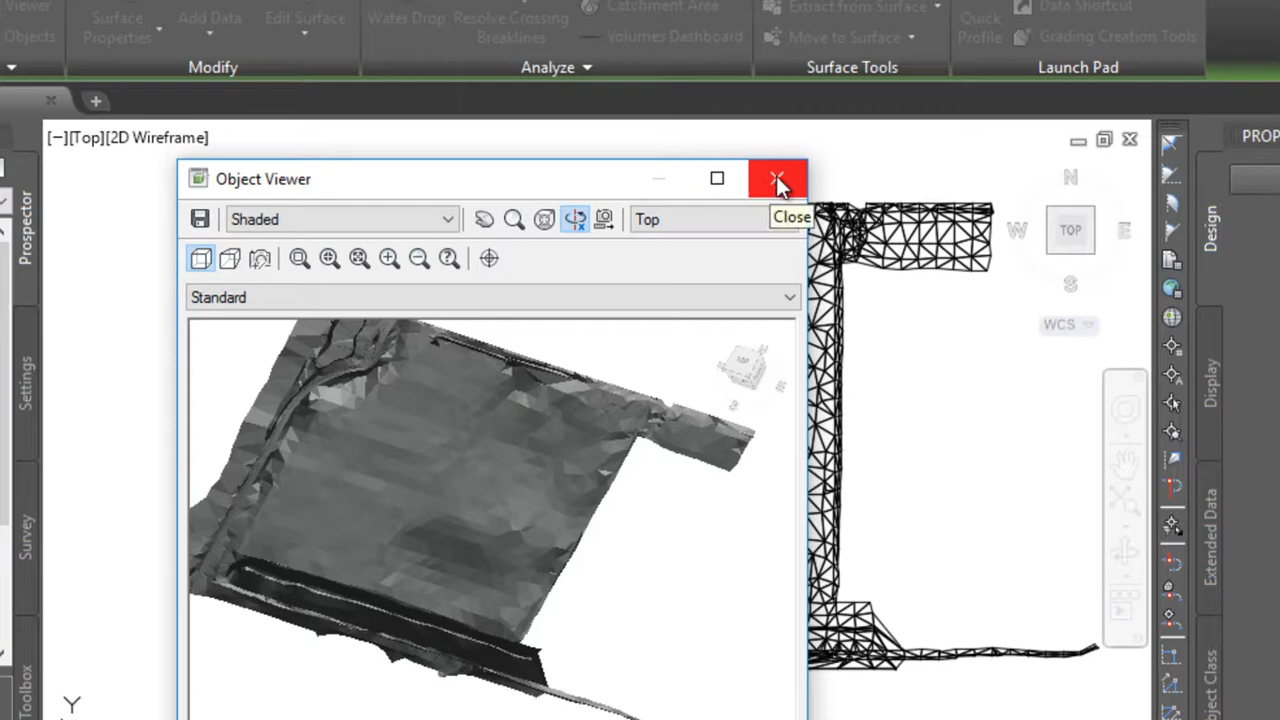 Viewer
Surface
Add Data
Edit Surface
Water Drop
Resolve Crossing
Catchment Area
Extract from Surface
Quick
Data Shortcut
Objects
Properties
Breaklines
Volumes Dashboard
Move to Surface
Profile
Grading Creation Tools
Modify
Analyze
Surface Tools
Launch Pad
[−][Top][2D Wireframe]
PROP
Object Viewer
Shaded
Top
Close
Standard
Prospector
Settings
Survey
Toolbox
N
W
TOP
E
S
WCS
Design
Display
Extended Data
Object Class
TOP
E
S
Y